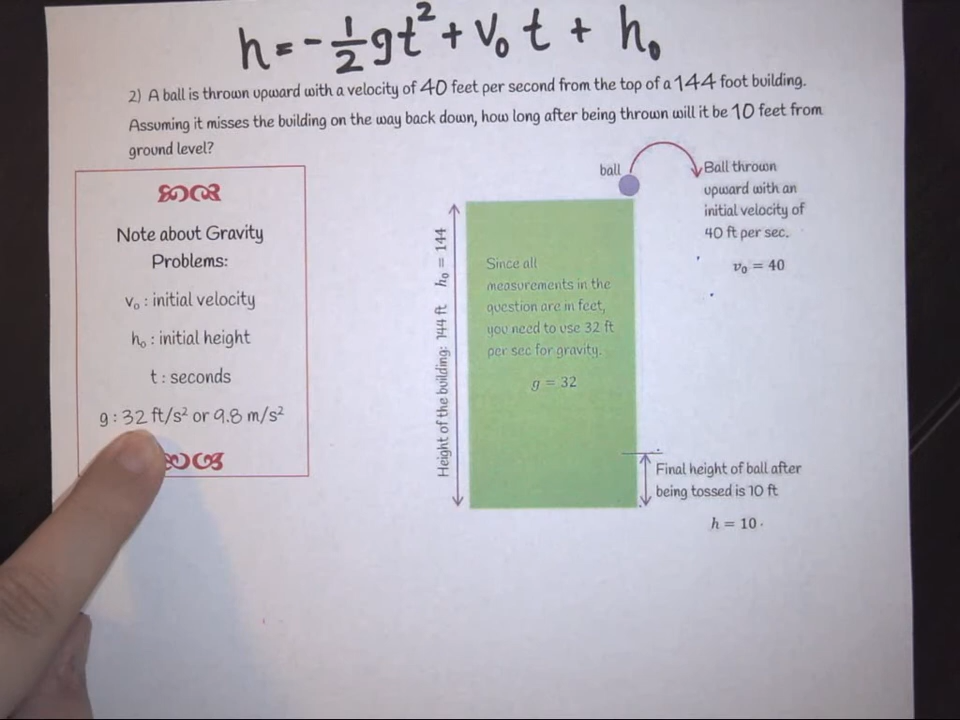 h = - 1/2 gt² + v₀ t + h₀
2) A ball is thrown upward with a velocity of 40 feet per second from the top of a 144 foot building.
Assuming it misses the building on the way back down, how long after being thrown will it be 10 feet from
ground level?
Note about Gravity
Problems:
v₀ : initial velocity
h₀ : initial height
t : seconds
g : 32 ft/s² or 9.8 m/s²
Height of the building: 144 ft h₀ = 144
Since all
measurements in the
question are in feet,
you need to use 32 ft
per sec for gravity.
g = 32
ball
Ball thrown
upward with an
initial velocity of
40 ft per sec.
v₀ = 40
Final height of ball after
being tossed is 10 ft
h = 10